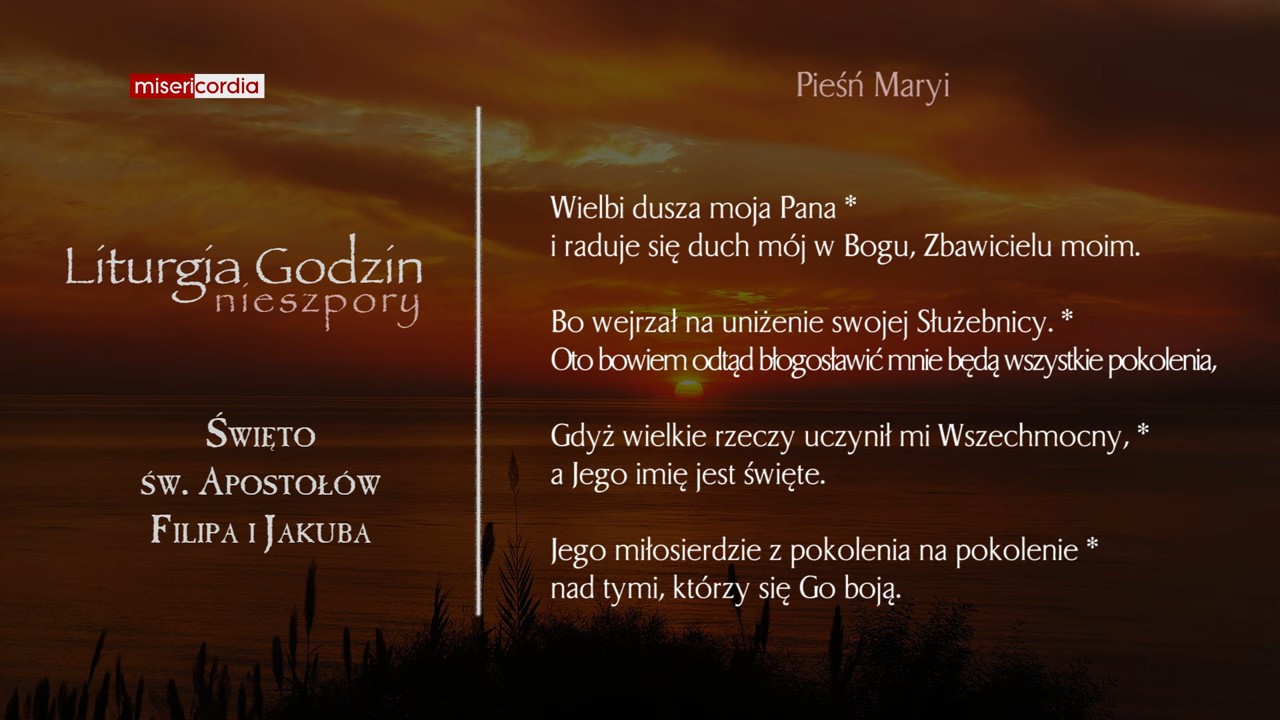 misericordia
Liturgia Godzin
nieszpory
Święto
św. Apostołów
Filipa i Jakuba
Pieśń Maryi
Wielbi dusza moja Pana *
i raduje się duch mój w Bogu, Zbawicielu moim.
Bo wejrzał na uniżenie swojej Służebnicy. *
Oto bowiem odtąd błogosławić mnie będą wszystkie pokolenia,
Gdyż wielkie rzeczy uczynił mi Wszechmocny, *
a Jego imię jest święte.
Jego miłosierdzie z pokolenia na pokolenie *
nad tymi, którzy się Go boją.